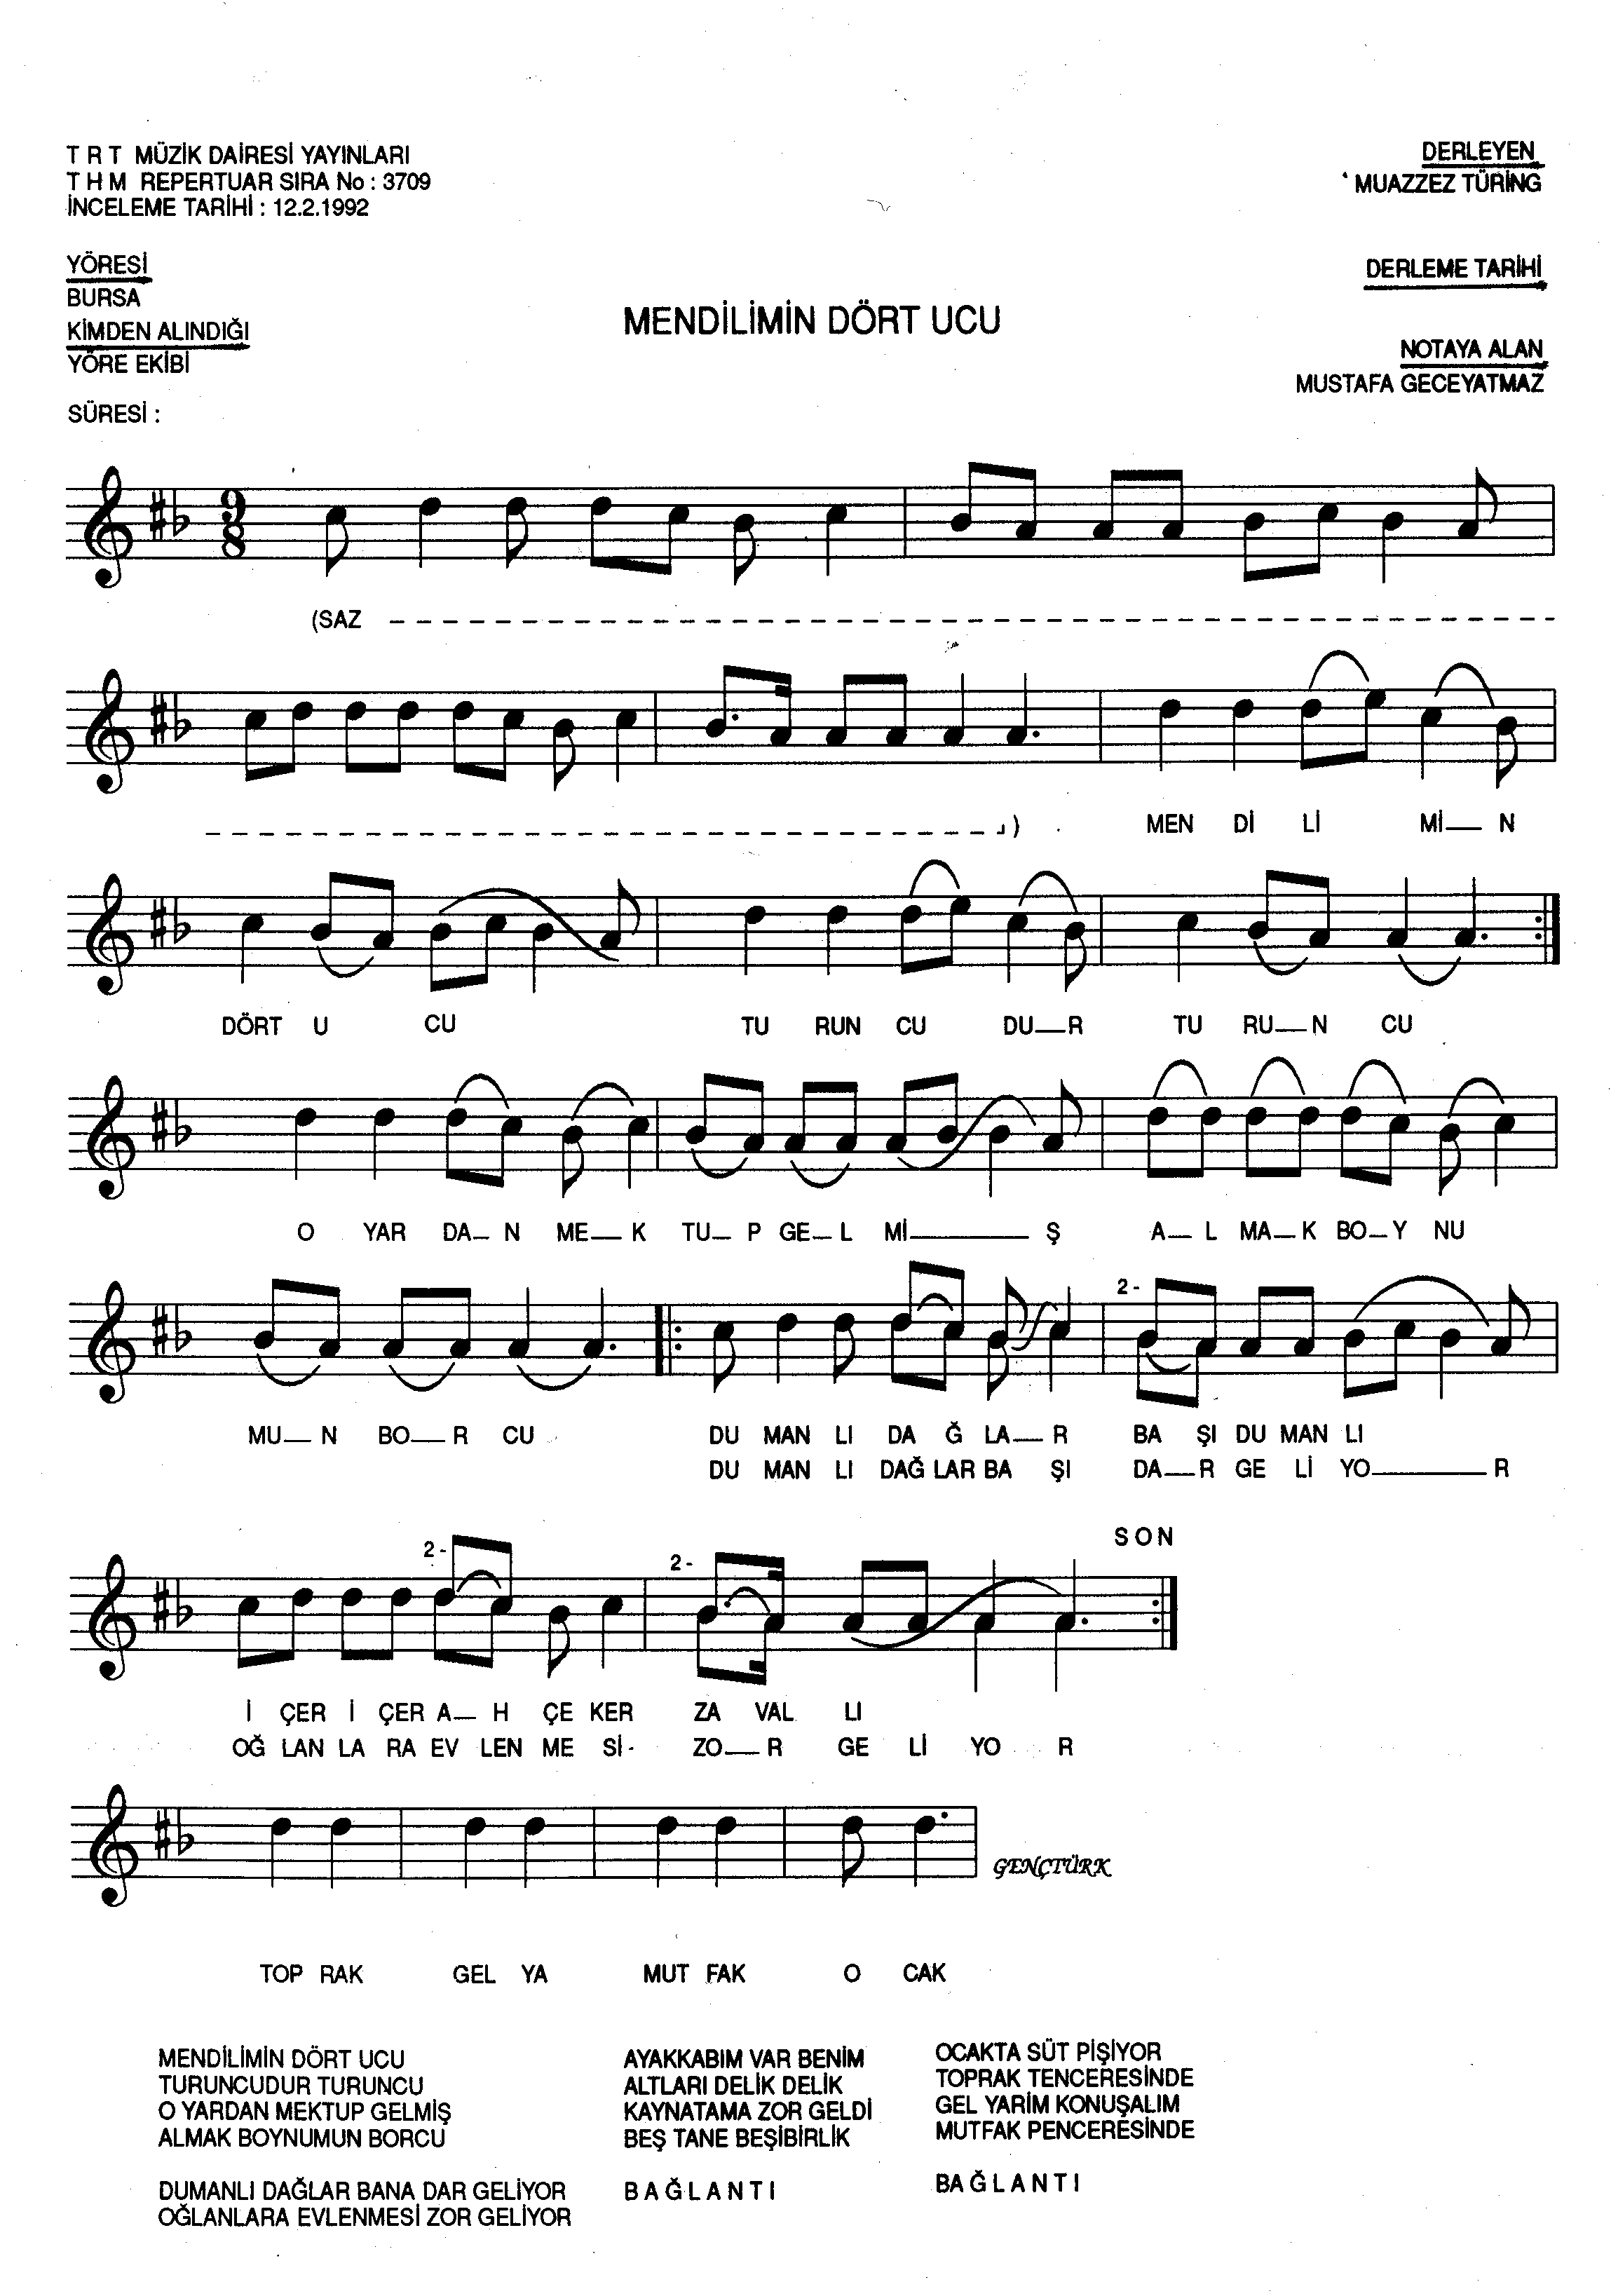 T R T MÜZİK DAİRESİ YAYINLARI
T H M REPERTUAR SIRA No : 3709
İNCELEME TARİHİ : 12.2.1992
DERLEYEN
MUAZZEZ TÜRİNG
YÖRESİ
BURSA
KİMDEN ALINDIĞI
YÖRE EKİBİ
SÜRESİ :
MENDİLİMİN DÖRT UCU
DERLEME TARİHİ
NOTAYA ALAN
MUSTAFA GECEYATMAZ
9
8
(SAZ
)
MEN Dİ Lİ Mİ— N
DÖRT U CU TU RUN CU DU—R TU RU—N CU
O YAR DA— N ME— K TU— P GE—L Mİ——— Ş A— L MA—K BO—Y NU
2 -
MU— N BO—R CU DU MAN LI DA Ğ LA— R BA ŞI DU MAN LI
DU MAN LI DAĞ LAR BA ŞI DA—R GE Lİ YO——— R
2 - 2 - S O N
İ ÇER İ ÇER A— H ÇE KER ZA VAL LI
OĞ LAN LA RA EV LEN ME Sİ- ZO—R GE Lİ YO R
GENÇTÜRK
TOP RAK GEL YA MUT FAK O CAK
MENDİLİMİN DÖRT UCU
TURUNCUDUR TURUNCU
O YARDAN MEKTUP GELMİŞ
ALMAK BOYNUMUN BORCU
DUMANLI DAĞLAR BANA DAR GELİYOR
OĞLANLARA EVLENMESİ ZOR GELİYOR
AYAKKABIM VAR BENİM
ALTLARI DELİK DELİK
KAYNATAMA ZOR GELDİ
BEŞ TANE BEŞİBİRLİK
B A Ğ L A N T I
OCAKTA SÜT PİŞİYOR
TOPRAK TENCERESİNDE
GEL YARİM KONUŞALIM
MUTFAK PENCERESİNDE
B A Ğ L A N T I